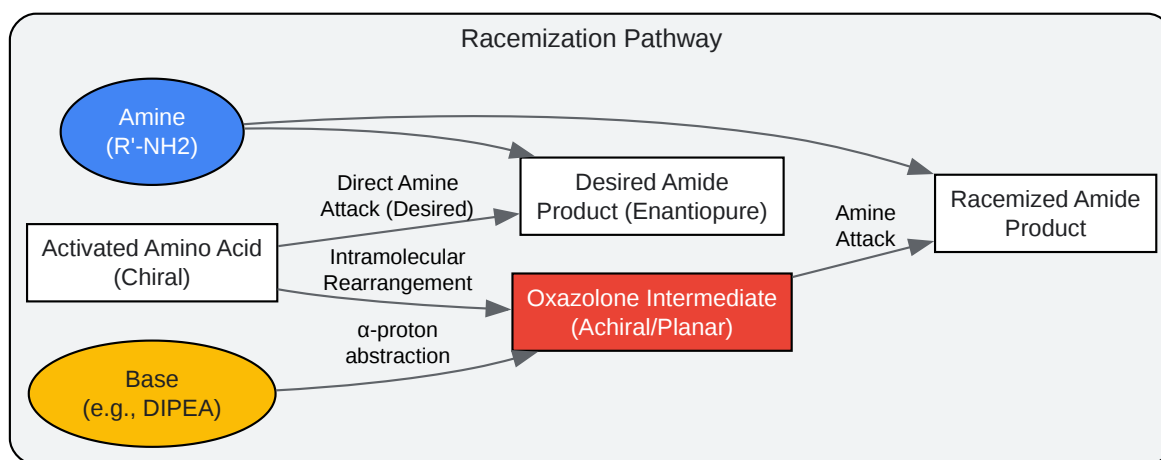 Racemization Pathway
Amine
(R'-NH2)
Direct Amine
Attack (Desired)
Desired Amide
Product (Enantiopure)
Racemized Amide
Product
Amine
Attack
Activated Amino Acid
(Chiral)
Intramolecular
Rearrangement
Oxazolone Intermediate
(Achiral/Planar)
α-proton
abstraction
Base
(e.g., DIPEA)